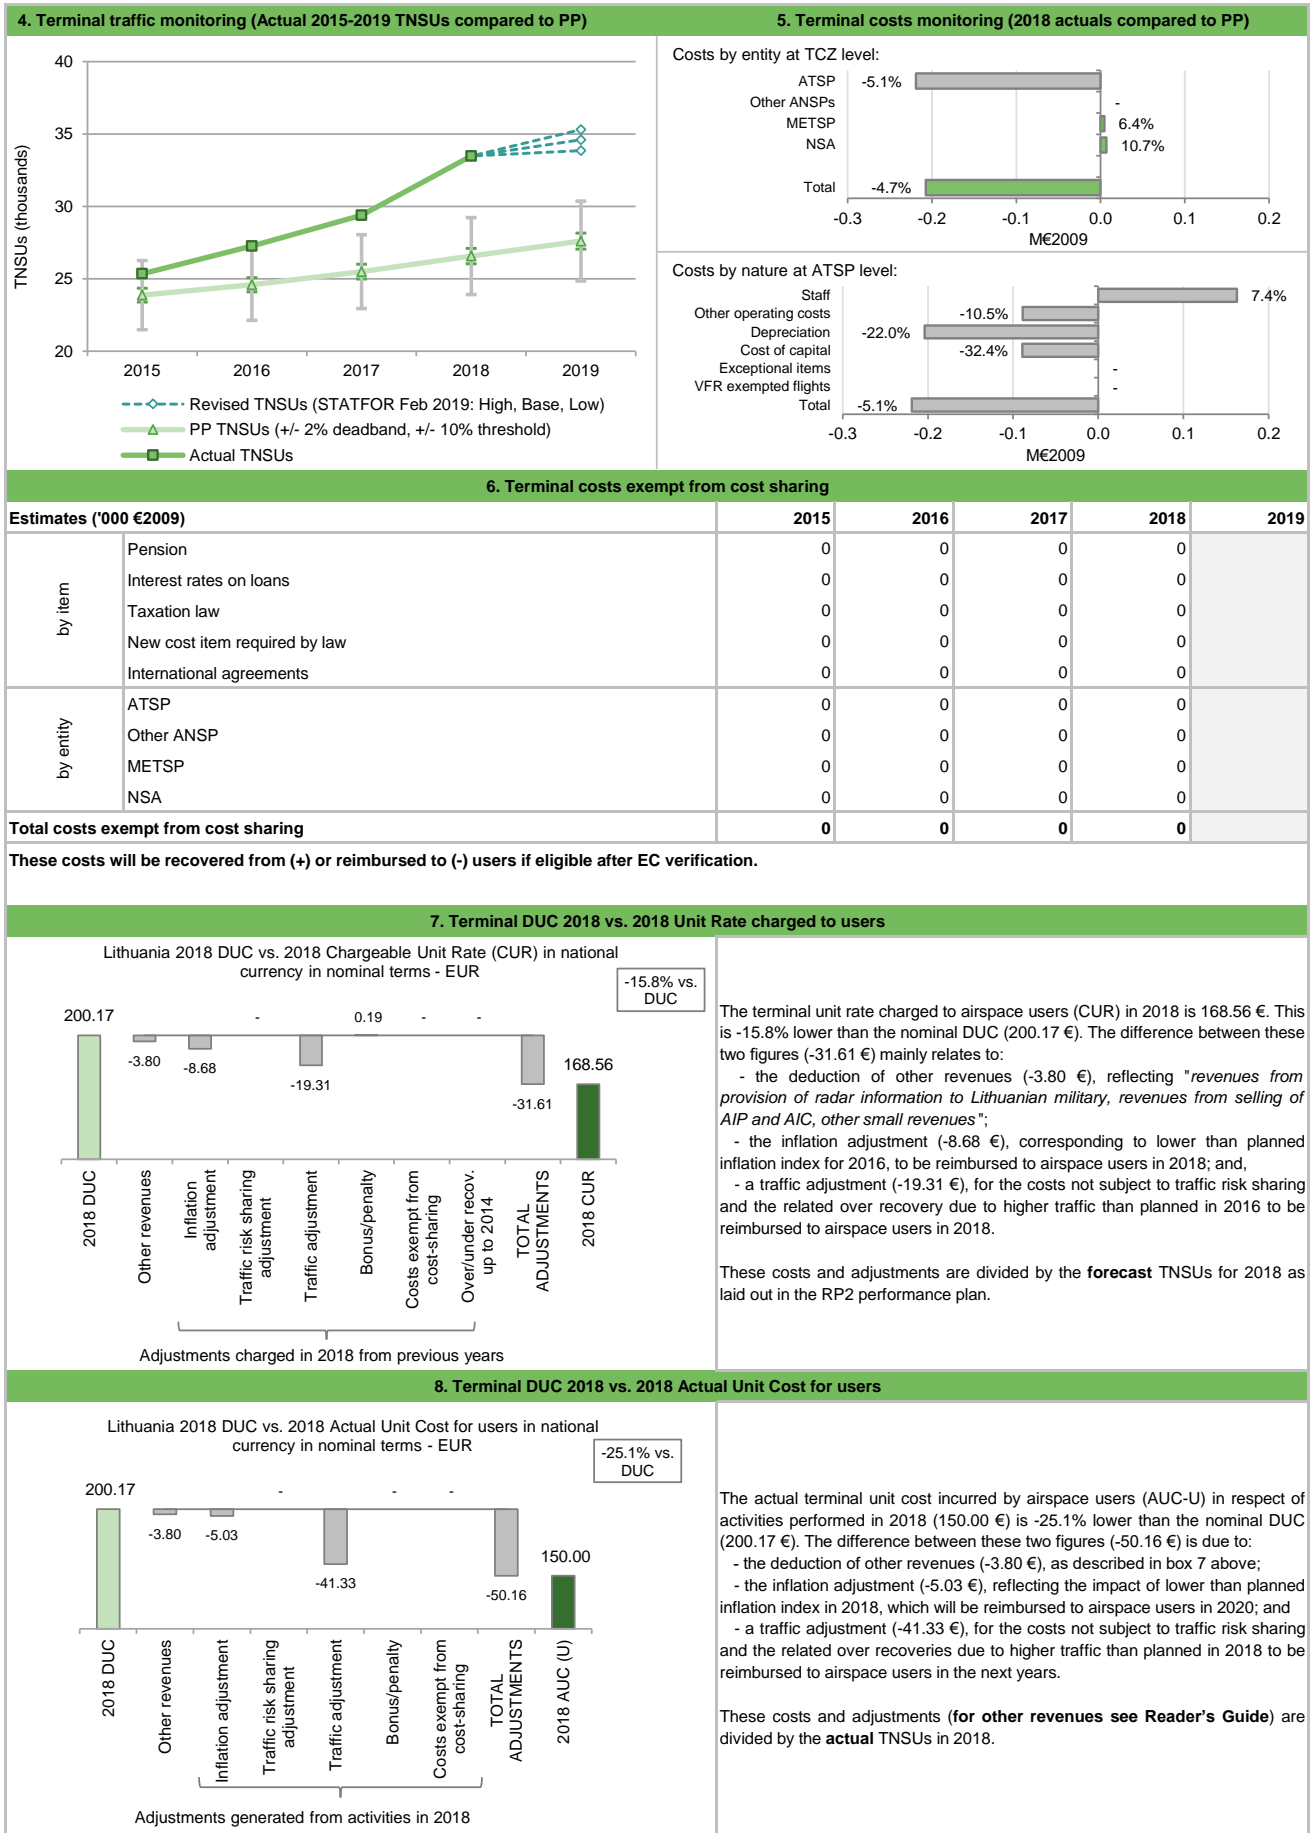 4. Terminal traffic monitoring (Actual 2015-2019 TNSUs compared to PP)
40
35
30
25
20
TNSUs (thousands)
2015 2016 2017 2018 2019
Revised TNSUs (STATFOR Feb 2019: High, Base, Low)
PP TNSUs (+/- 2% deadband, +/- 10% threshold)
Actual TNSUs
5. Terminal costs monitoring (2018 actuals compared to PP)
Costs by entity at TCZ level:
ATSP -5.1%
Other ANSPs -
METSP 6.4%
NSA 10.7%
Total -4.7%
-0.3 -0.2 -0.1 0.0 0.1 0.2
M€2009
Costs by nature at ATSP level:
Staff 7.4%
Other operating costs -10.5%
Depreciation -22.0%
Cost of capital -32.4%
Exceptional items -
VFR exempted flights -
Total -5.1%
-0.3 -0.2 -0.1 0.0 0.1 0.2
M€2009
6. Terminal costs exempt from cost sharing
Estimates ('000 €2009) 2015 2016 2017 2018 2019
by item
Pension 0 0 0 0
Interest rates on loans 0 0 0 0
Taxation law 0 0 0 0
New cost item required by law 0 0 0 0
International agreements 0 0 0 0
by entity
ATSP 0 0 0 0
Other ANSP 0 0 0 0
METSP 0 0 0 0
NSA 0 0 0 0
Total costs exempt from cost sharing 0 0 0 0
These costs will be recovered from (+) or reimbursed to (-) users if eligible after EC verification.
7. Terminal DUC 2018 vs. 2018 Unit Rate charged to users
Lithuania 2018 DUC vs. 2018 Chargeable Unit Rate (CUR) in national
currency in nominal terms - EUR
-15.8% vs.
DUC
200.17 -3.80 -8.68 - -19.31 0.19 - - -31.61 168.56
2018 DUC
Other revenues
Inflation
adjustment
Traffic risk sharing
adjustment
Traffic adjustment
Bonus/penalty
Costs exempt from
cost-sharing
Over/under recov.
up to 2014
TOTAL
ADJUSTMENTS
2018 CUR
Adjustments charged in 2018 from previous years
The terminal unit rate charged to airspace users (CUR) in 2018 is 168.56 €. This
is -15.8% lower than the nominal DUC (200.17 €). The difference between these
two figures (-31.61 €) mainly relates to:
- the deduction of other revenues (-3.80 €), reflecting "revenues from
provision of radar information to Lithuanian military, revenues from selling of
AIP and AIC, other small revenues";
- the inflation adjustment (-8.68 €), corresponding to lower than planned
inflation index for 2016, to be reimbursed to airspace users in 2018; and,
- a traffic adjustment (-19.31 €), for the costs not subject to traffic risk sharing
and the related over recovery due to higher traffic than planned in 2016 to be
reimbursed to airspace users in 2018.
These costs and adjustments are divided by the forecast TNSUs for 2018 as
laid out in the RP2 performance plan.
8. Terminal DUC 2018 vs. 2018 Actual Unit Cost for users
Lithuania 2018 DUC vs. 2018 Actual Unit Cost for users in national
currency in nominal terms - EUR
-25.1% vs.
DUC
200.17 -3.80 -5.03 - -41.33 - - -50.16 150.00
2018 DUC
Other revenues
Inflation adjustment
Traffic risk sharing
adjustment
Traffic adjustment
Bonus/penalty
Costs exempt from
cost-sharing
TOTAL
ADJUSTMENTS
2018 AUC (U)
Adjustments generated from activities in 2018
The actual terminal unit cost incurred by airspace users (AUC-U) in respect of
activities performed in 2018 (150.00 €) is -25.1% lower than the nominal DUC
(200.17 €). The difference between these two figures (-50.16 €) is due to:
- the deduction of other revenues (-3.80 €), as described in box 7 above;
- the inflation adjustment (-5.03 €), reflecting the impact of lower than planned
inflation index in 2018, which will be reimbursed to airspace users in 2020; and
- a traffic adjustment (-41.33 €), for the costs not subject to traffic risk sharing
and the related over recoveries due to higher traffic than planned in 2018 to be
reimbursed to airspace users in the next years.
These costs and adjustments (for other revenues see Reader's Guide) are
divided by the actual TNSUs in 2018.